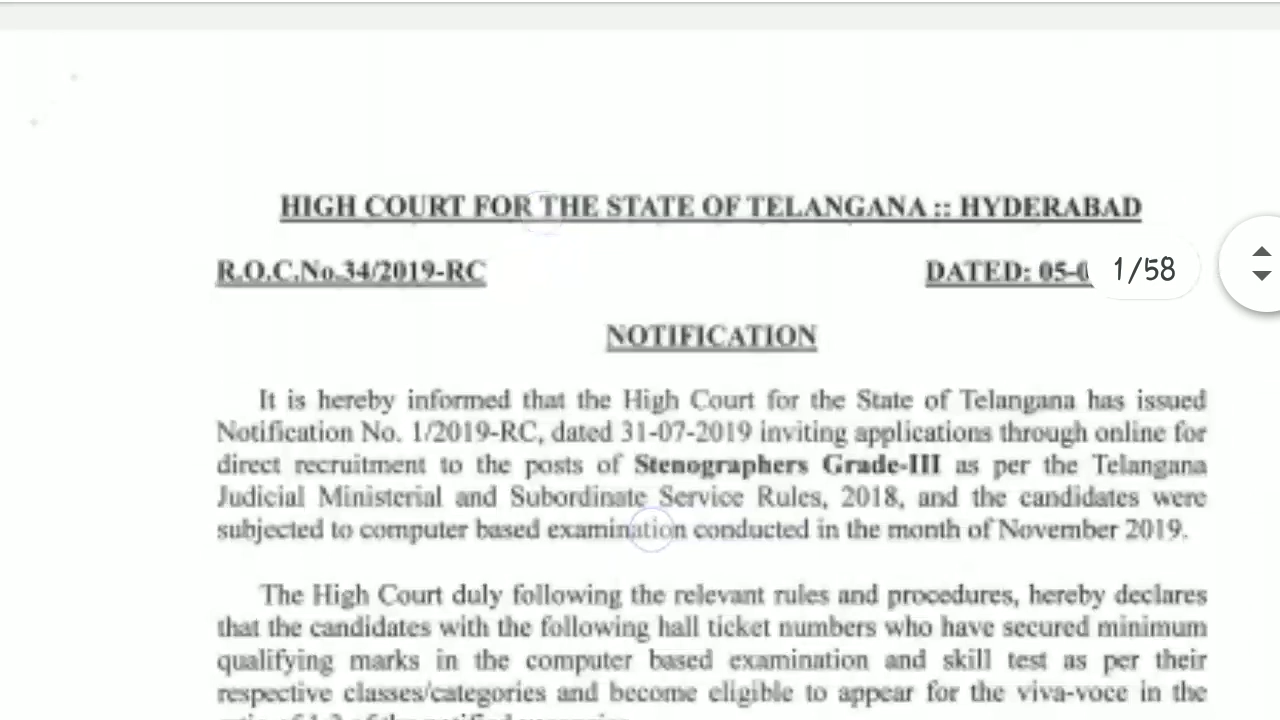 HIGH COURT FOR THE STATE OF TELANGANA :: HYDERABAD
R.O.C.No.34/2019-RC DATED: 05-0
1/58
NOTIFICATION
It is hereby informed that the High Court for the State of Telangana has issued
Notification No. 1/2019-RC, dated 31-07-2019 inviting applications through online for
direct recruitment to the posts of Stenographers Grade-III as per the Telangana
Judicial Ministerial and Subordinate Service Rules, 2018, and the candidates were
subjected to computer based examination conducted in the month of November 2019.
The High Court duly following the relevant rules and procedures, hereby declares
that the candidates with the following hall ticket numbers who have secured minimum
qualifying marks in the computer based examination and skill test as per their
respective classes/categories and become eligible to appear for the viva-voce in the